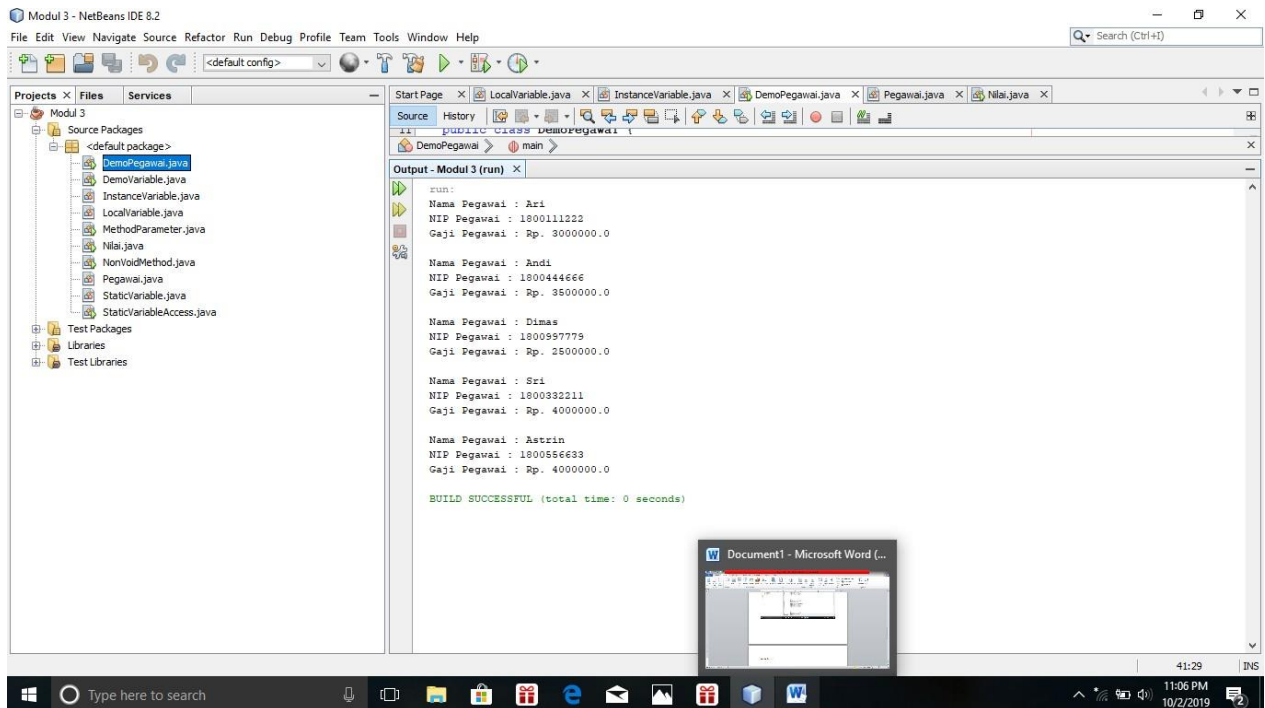 Modul 3 - NetBeans IDE 8.2
File Edit View Navigate Source Refactor Run Debug Profile Team Tools Window Help
Search (Ctrl+I)
<default config>
Projects Files Services
Start Page LocalVariable.java InstanceVariable.java DemoPegawai.java Pegawai.java Nilai.java
Modul 3
Source Packages
<default package>
DemoPegawai.java
DemoVariable.java
InstanceVariable.java
LocalVariable.java
MethodParameter.java
Nilai.java
NonVoidMethod.java
Pegawai.java
StaticVariable.java
StaticVariableAccess.java
Test Packages
Libraries
Test Libraries
Source History
11 public class DemoPegawai {
DemoPegawai main
Output - Modul 3 (run)
run:
Nama Pegawai : Ari
NIP Pegawai : 1800111222
Gaji Pegawai : Rp. 3000000.0
Nama Pegawai : Andi
NIP Pegawai : 1800444666
Gaji Pegawai : Rp. 3500000.0
Nama Pegawai : Dimas
NIP Pegawai : 1800997779
Gaji Pegawai : Rp. 2500000.0
Nama Pegawai : Sri
NIP Pegawai : 1800332211
Gaji Pegawai : Rp. 4000000.0
Nama Pegawai : Astrin
NIP Pegawai : 1800556633
Gaji Pegawai : Rp. 4000000.0
BUILD SUCCESSFUL (total time: 0 seconds)
Document1 - Microsoft Word (...
41:29 INS
Type here to search
11:06 PM
10/2/2019
2